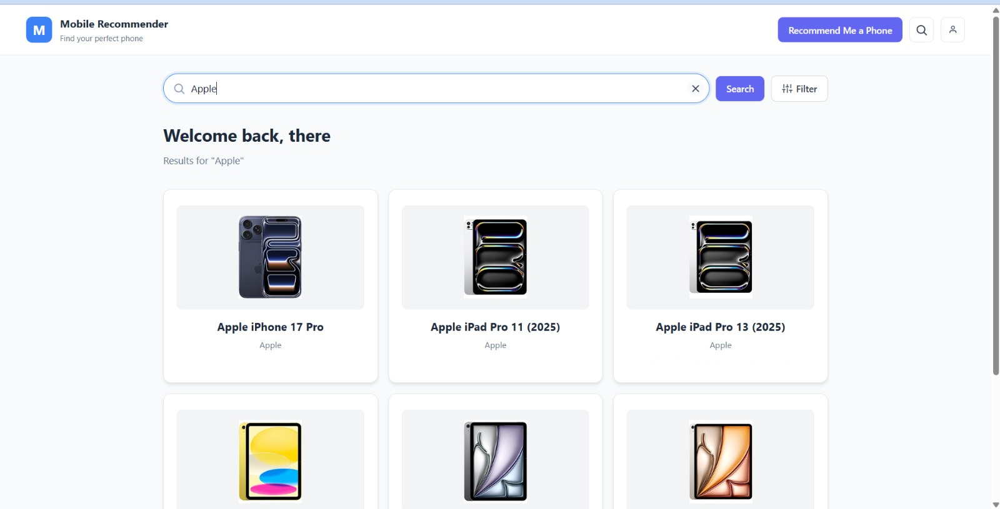 M
Mobile Recommender
Find your perfect phone
Recommend Me a Phone
Apple
Search
Filter
Welcome back, there
Results for "Apple"
Apple iPhone 17 Pro
Apple
Apple iPad Pro 11 (2025)
Apple
Apple iPad Pro 13 (2025)
Apple